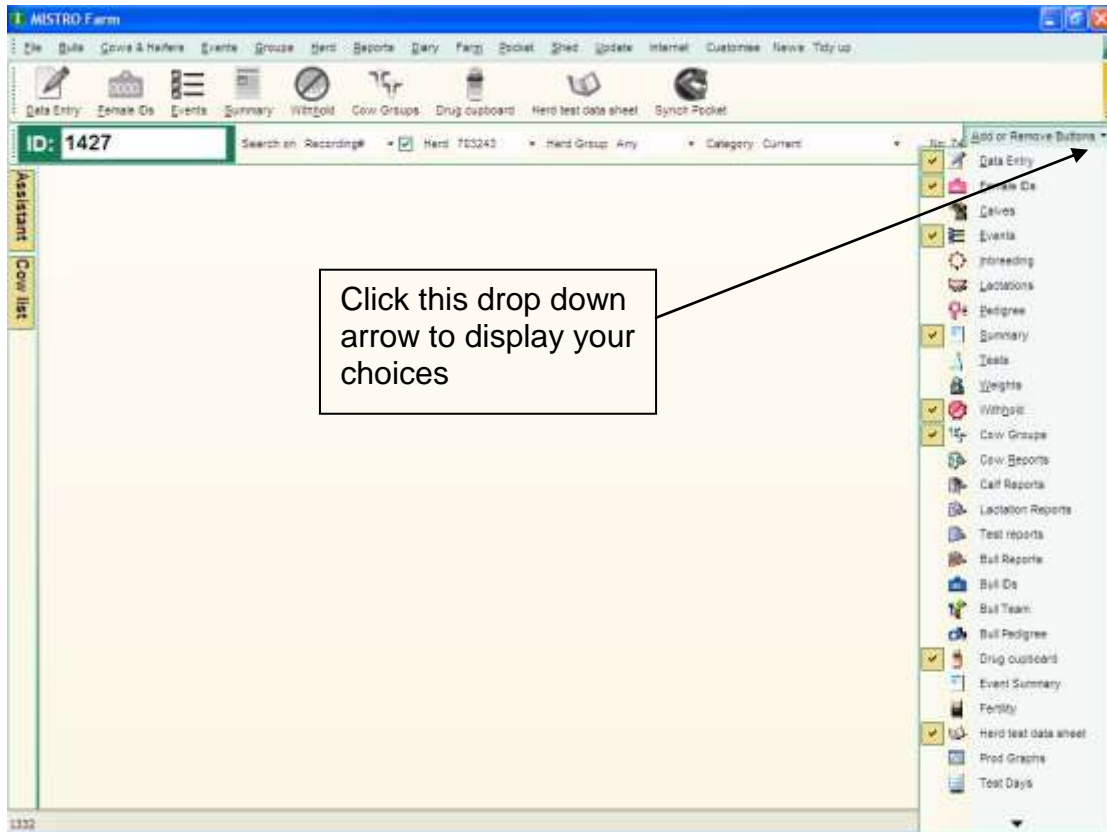 MISTRO Farm
File Bulls Cows & Heifers Events Groups Herd Reports Dairy Farm Pocket Shed Update Internet Customise News Tidy up
Data Entry Female IDs Events Summary Withhold Cow Groups Drug cupboard Herd test data sheet Synch Pocket
ID: 1427 Search on Recording# Herd 703243 Herd Group Any Category Current
Add or Remove Buttons
Assistant
Cow list
Click this drop down
arrow to display your
choices
Data Entry
Female IDs
Calves
Events
Inbreeding
Lactations
Pedigree
Summary
Tests
Weights
Withhold
Cow Groups
Cow Reports
Calf Reports
Lactation Reports
Test reports
Bull Reports
Bull IDs
Bull Team
Bull Pedigree
Drug cupboard
Event Summary
Fertility
Herd test data sheet
Prod Graphs
Test Days
1332